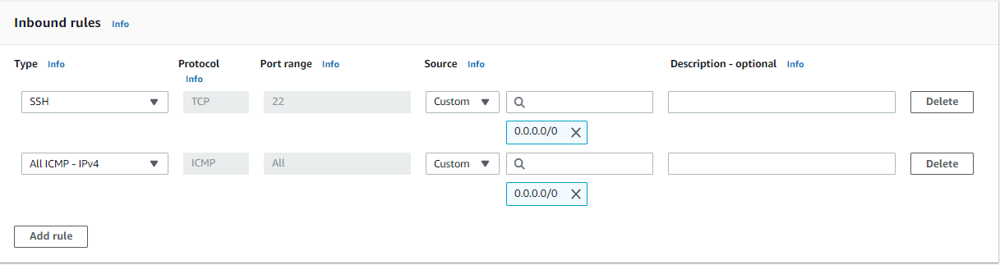 Inbound rules Info
Type Info Protocol Info Port range Info Source Info Description - optional Info
SSH TCP 22 Custom Delete
0.0.0.0/0
All ICMP - IPv4 ICMP All Custom Delete
0.0.0.0/0
Add rule